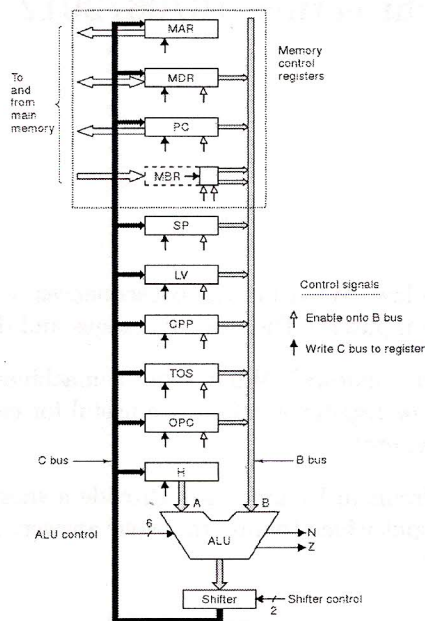 MAR
MDR
PC
MBR
To
and
from
main
memory
Memory
control
registers
SP
LV
CPP
TOS
OPC
H
Control signals
Enable onto B bus
Write C bus to register
C bus
B bus
A
B
6
ALU control
ALU
N
Z
Shifter
Shifter control
2